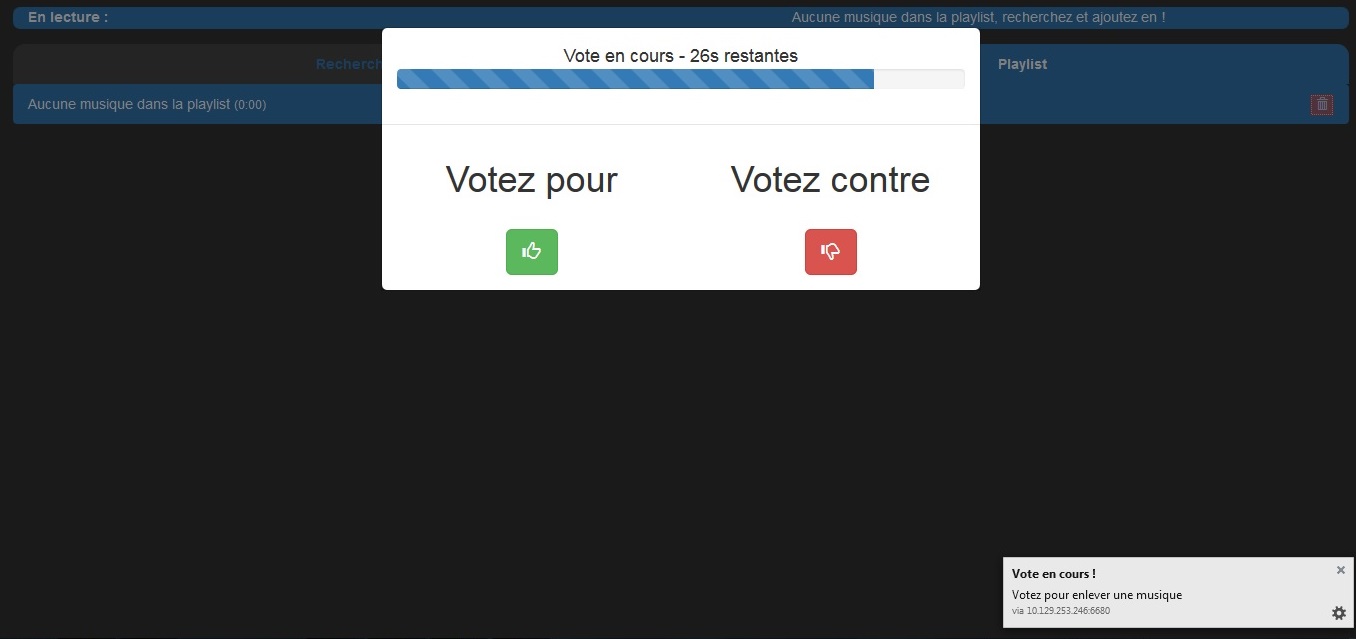 En lecture : Aucune musique dans la playlist, recherchez et ajoutez en !
Vote en cours - 26s restantes
Recherch Playlist
Aucune musique dans la playlist (0:00)
Votez pour Votez contre
Vote en cours !
Votez pour enlever une musique
via 10.129.253.246:6680